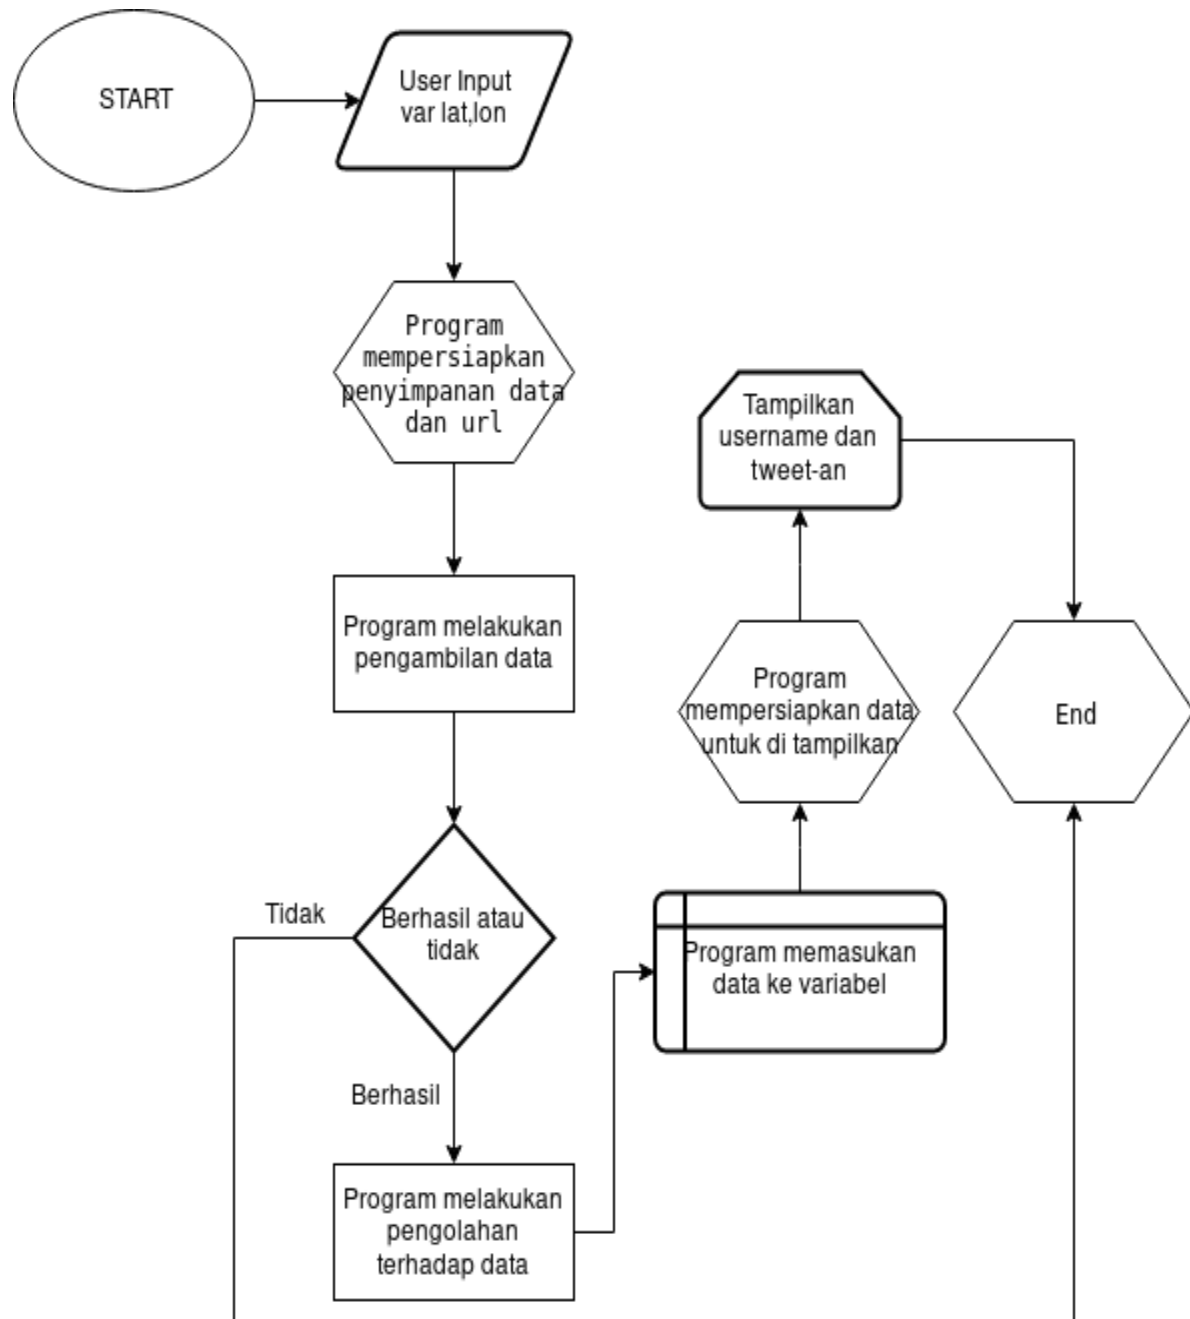 START
User Input
var lat,lon
Program
mempersiapkan
penyimpanan data
dan url
Program melakukan
pengambilan data
Berhasil atau
tidak
Tidak
Berhasil
Program melakukan
pengolahan
terhadap data
Program memasukan
data ke variabel
Program
mempersiapkan data
untuk di tampilkan
Tampilkan
username dan
tweet-an
End